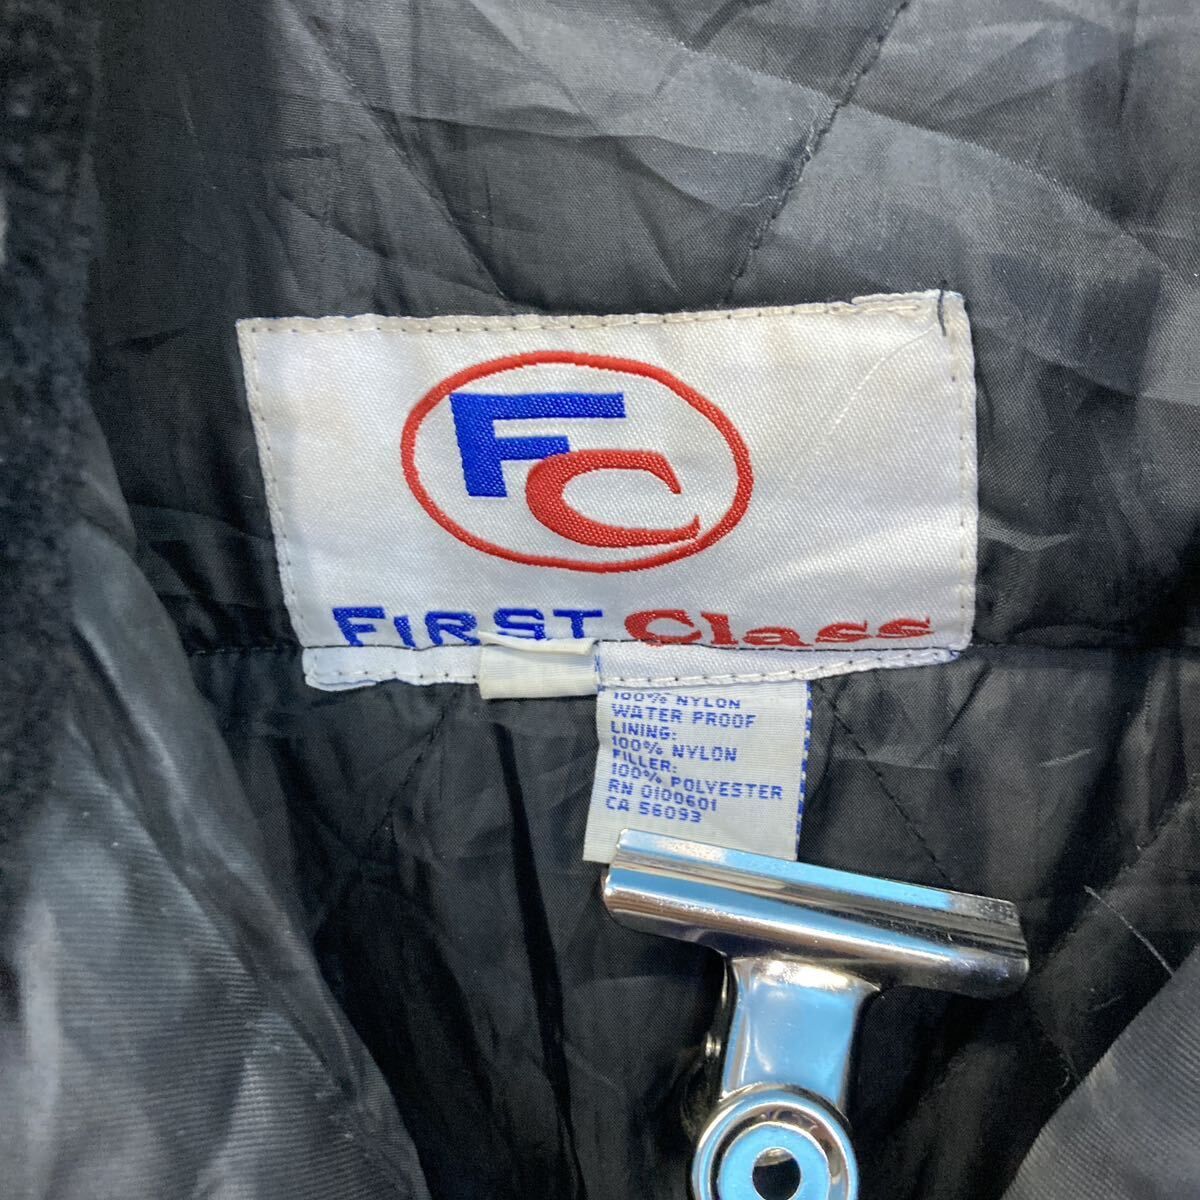 FC
FIRST Class
100% NYLON
WATER PROOF
LINING:
100% NYLON
FILLER:
100% POLYESTER
RN 0100601
CA 56093